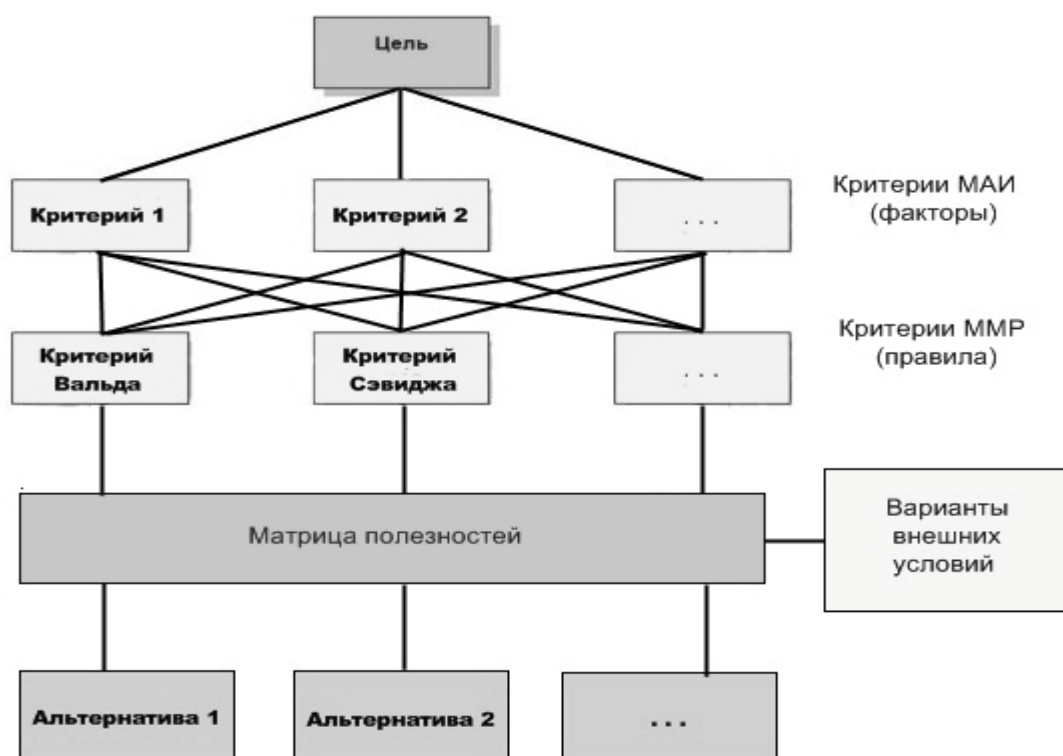 Цель
Критерий 1
Критерий 2
. . .
Критерии МАИ
(факторы)
Критерий
Вальда
Критерий
Сэвиджа
. . .
Критерии ММР
(правила)
Матрица полезностей
Варианты
внешних
условий
Альтернатива 1
Альтернатива 2
. . .